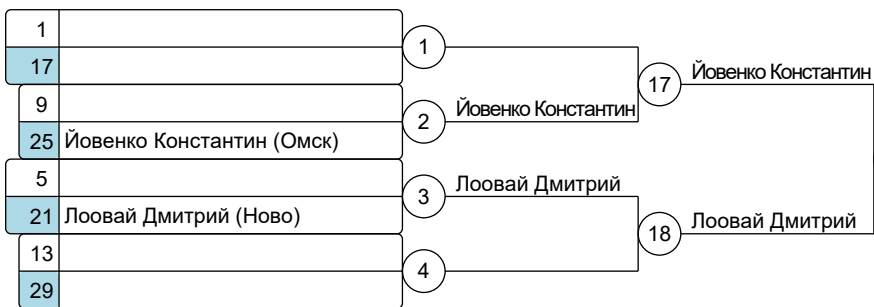 1
17
1
9
25 Йовенко Константин (Омск)
2
Йовенко Константин
17
Йовенко Константин
5
21 Лоовай Дмитрий (Ново)
3
Лоовай Дмитрий
13
29
4
18
Лоовай Дмитрий